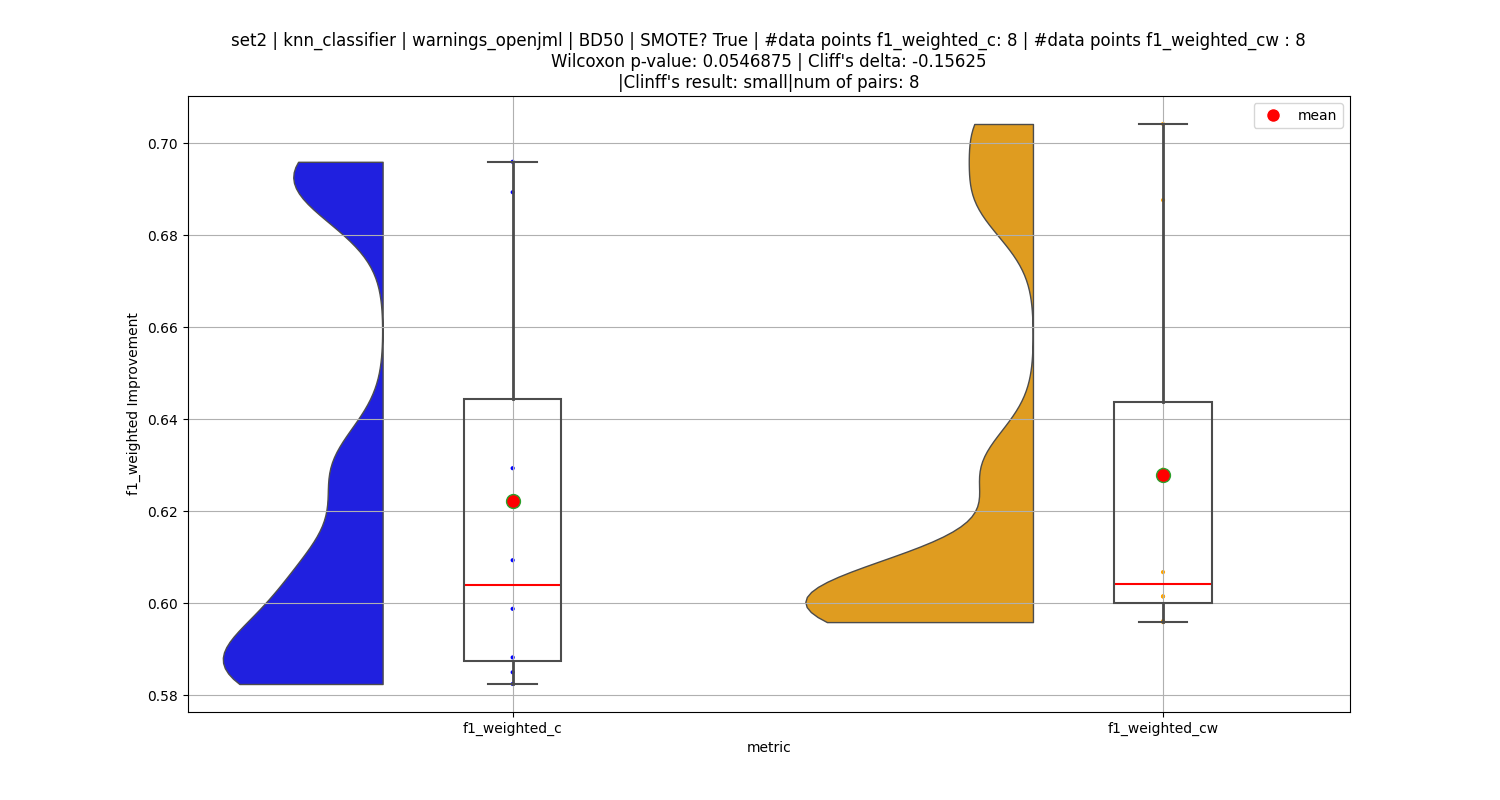 set2 | knn_classifier | warnings_openjml | BD50 | SMOTE? True | #data points f1_weighted_c: 8 | #data points f1_weighted_cw : 8
Wilcoxon p-value: 0.0546875 | Cliff's delta: -0.15625
|Clinff's result: small|num of pairs: 8
mean
0.70
0.68
0.66
0.64
0.62
0.60
0.58
f1_weighted Improvement
f1_weighted_c
f1_weighted_cw
metric